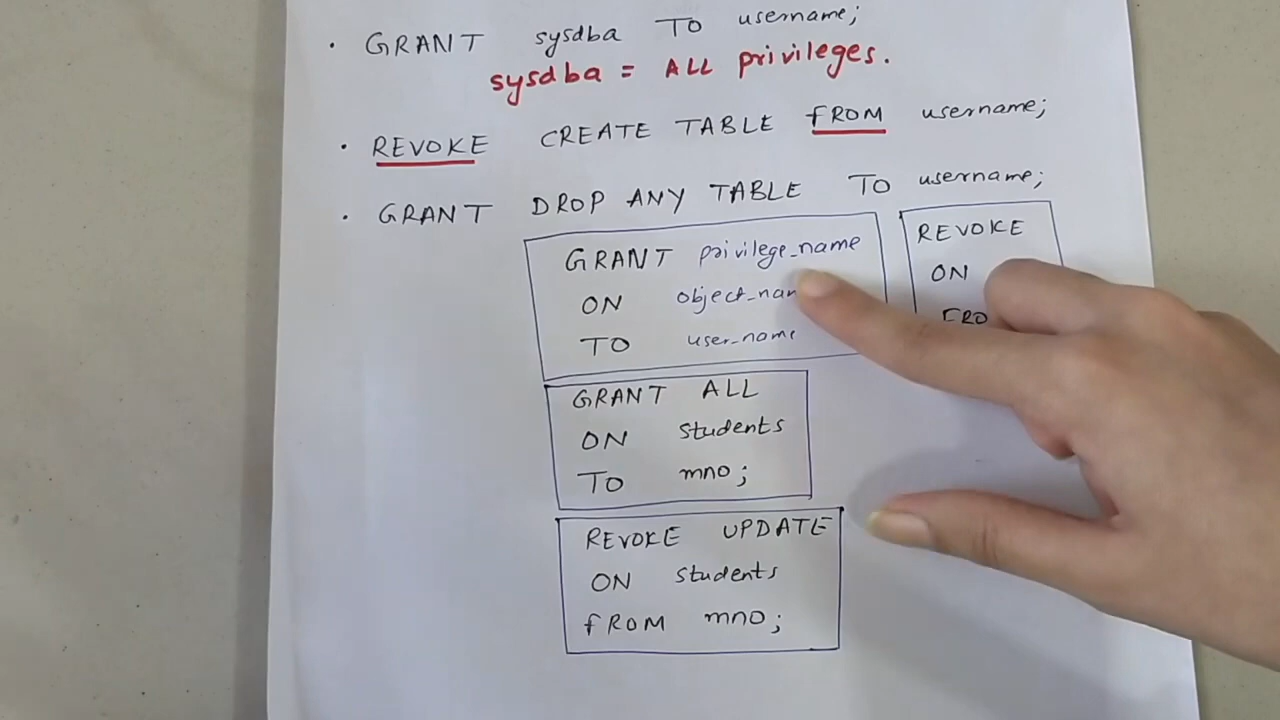 · GRANT sysdba TO username;
sysdba = ALL privileges.
· REVOKE CREATE TABLE fROM username;
· GRANT DROP ANY TABLE TO username;
GRANT privilege_name
ON
TO user_name
REVOKE
ON
GRANT ALL
ON students
TO mno;
REVOKE UPDATE
ON students
fROM mno;